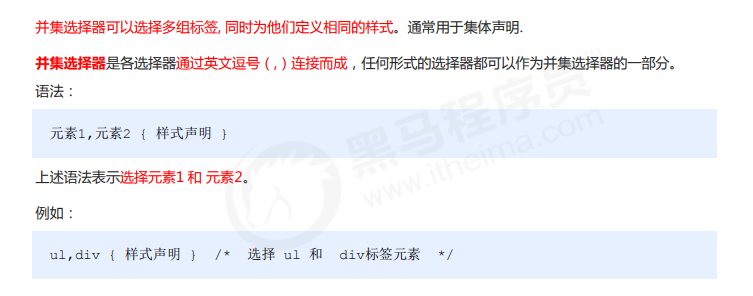 并集选择器可以选择多组标签, 同时为他们定义相同的样式。通常用于集体声明.
并集选择器是各选择器通过英文逗号（,）连接而成，任何形式的选择器都可以作为并集选择器的一部分。
语法：
元素1,元素2 { 样式声明 }
上述语法表示选择元素1 和 元素2。
例如：
ul,div { 样式声明 }  /*  选择 ul 和  div标签元素  */
黑马程序员
www.itheima.com